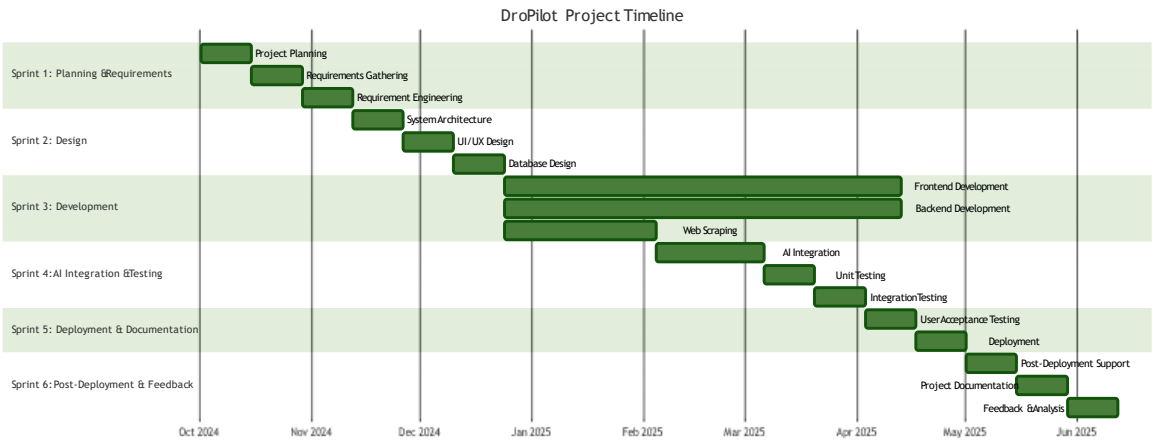 DroPilot Project Timeline
Project Planning
Sprint 1: Planning &Requirements
Requirements Gathering
Requirement Engineering
System Architecture
Sprint 2: Design
UI/UX Design
Database Design
Frontend Development
Sprint 3: Development
Backend Development
Web Scraping
AI Integration
Sprint 4:AI Integration &Testing
Unit Testing
Integration Testing
User Acceptance Testing
Sprint 5: Deployment & Documentation
Deployment
Post-Deployment Support
Sprint 6:Post-Deployment & Feedback
Project Documentation
Feedback &Analysis
Oct 2024 Nov 2024 Dec 2024 Jan 2025 Feb 2025 Mar 2025 Apr 2025 May 2025 Jun 2025